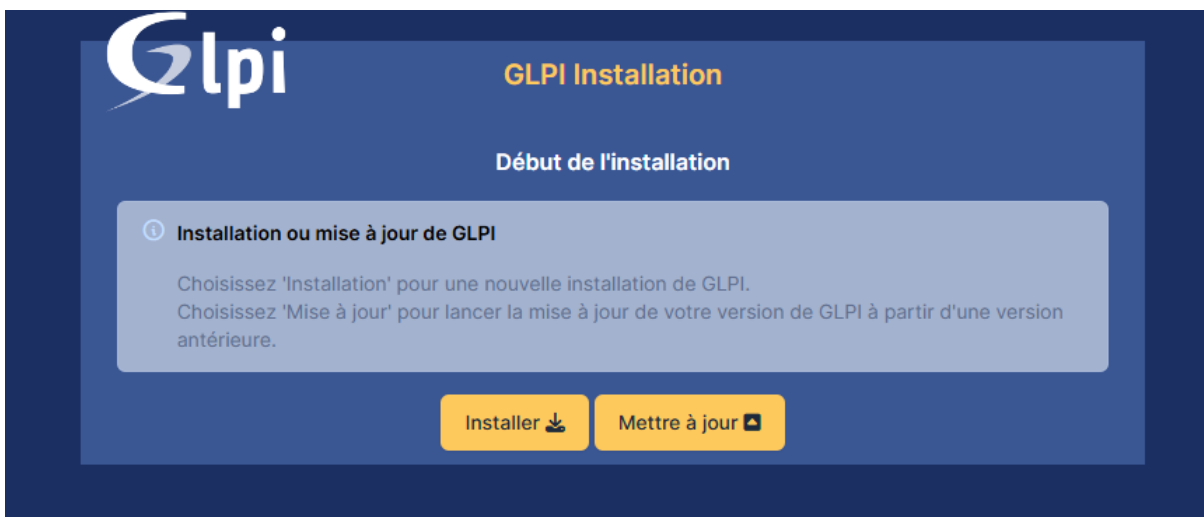 Glpi
GLPI Installation
Début de l'installation
Installation ou mise à jour de GLPI
Choisissez 'Installation' pour une nouvelle installation de GLPI.
Choisissez 'Mise à jour' pour lancer la mise à jour de votre version de GLPI à partir d'une version
antérieure.
Installer
Mettre à jour